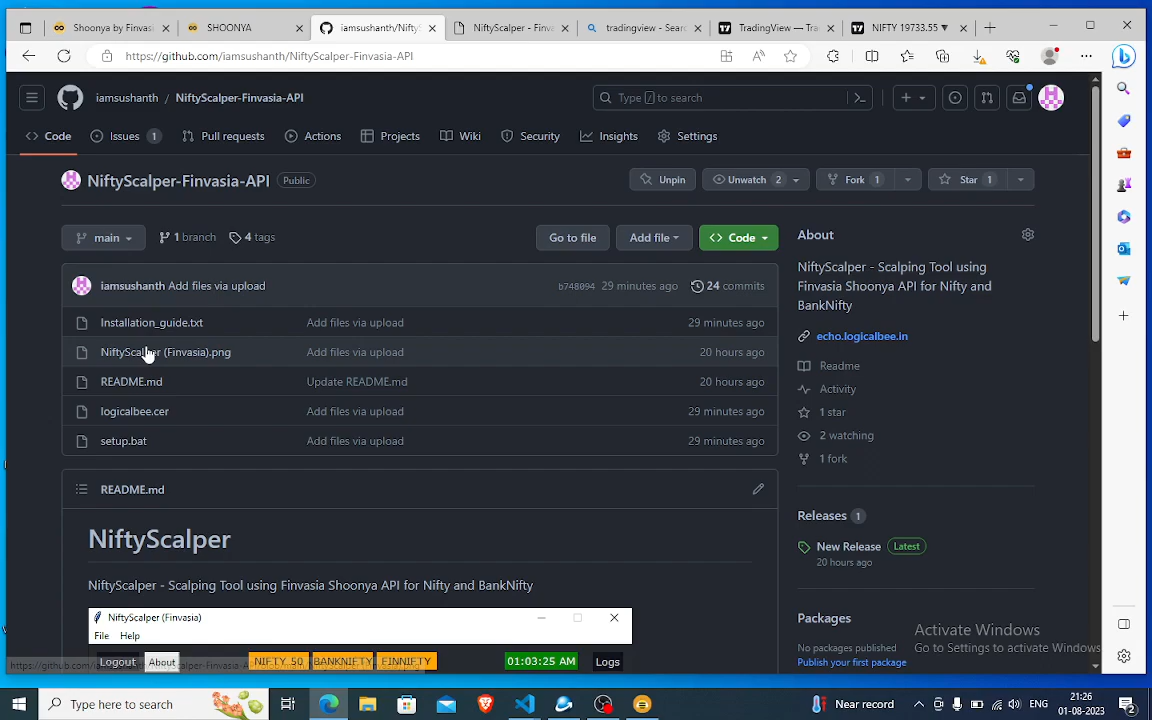 Shoonya by Finvasi
SHOONYA
iamsushanth/Nifty
NiftyScalper - Finva
tradingview - Searc
TradingView — Tra
NIFTY 19733.55 ▼
https://github.com/iamsushanth/NiftyScalper-Finvasia-API
iamsushanth / NiftyScalper-Finvasia-API
Type / to search
Code
Issues 1
Pull requests
Actions
Projects
Wiki
Security
Insights
Settings
NiftyScalper-Finvasia-API
Public
Unpin
Unwatch 2
Fork 1
Star 1
main
1 branch
4 tags
Go to file
Add file
Code
iamsushanth Add files via upload
b748094 29 minutes ago
24 commits
Installation_guide.txt Add files via upload 29 minutes ago
NiftyScalper (Finvasia).png Add files via upload 20 hours ago
README.md Update README.md 20 hours ago
logicalbee.cer Add files via upload 29 minutes ago
setup.bat Add files via upload 29 minutes ago
README.md
NiftyScalper
NiftyScalper - Scalping Tool using Finvasia Shoonya API for Nifty and BankNifty
NiftyScalper (Finvasia)
File Help
Logout About NIFTY 50 BANKNIFTY FINNIFTY 01:03:25 AM Logs
About
NiftyScalper - Scalping Tool using
Finvasia Shoonya API for Nifty and
BankNifty
echo.logicalbee.in
Readme
Activity
1 star
2 watching
1 fork
Releases 1
New Release Latest
20 hours ago
Packages
No packages published
Publish your first package
Activate Windows
Go to Settings to activate Windows.
Type here to search
Near record
ENG
21:26
01-08-2023
2